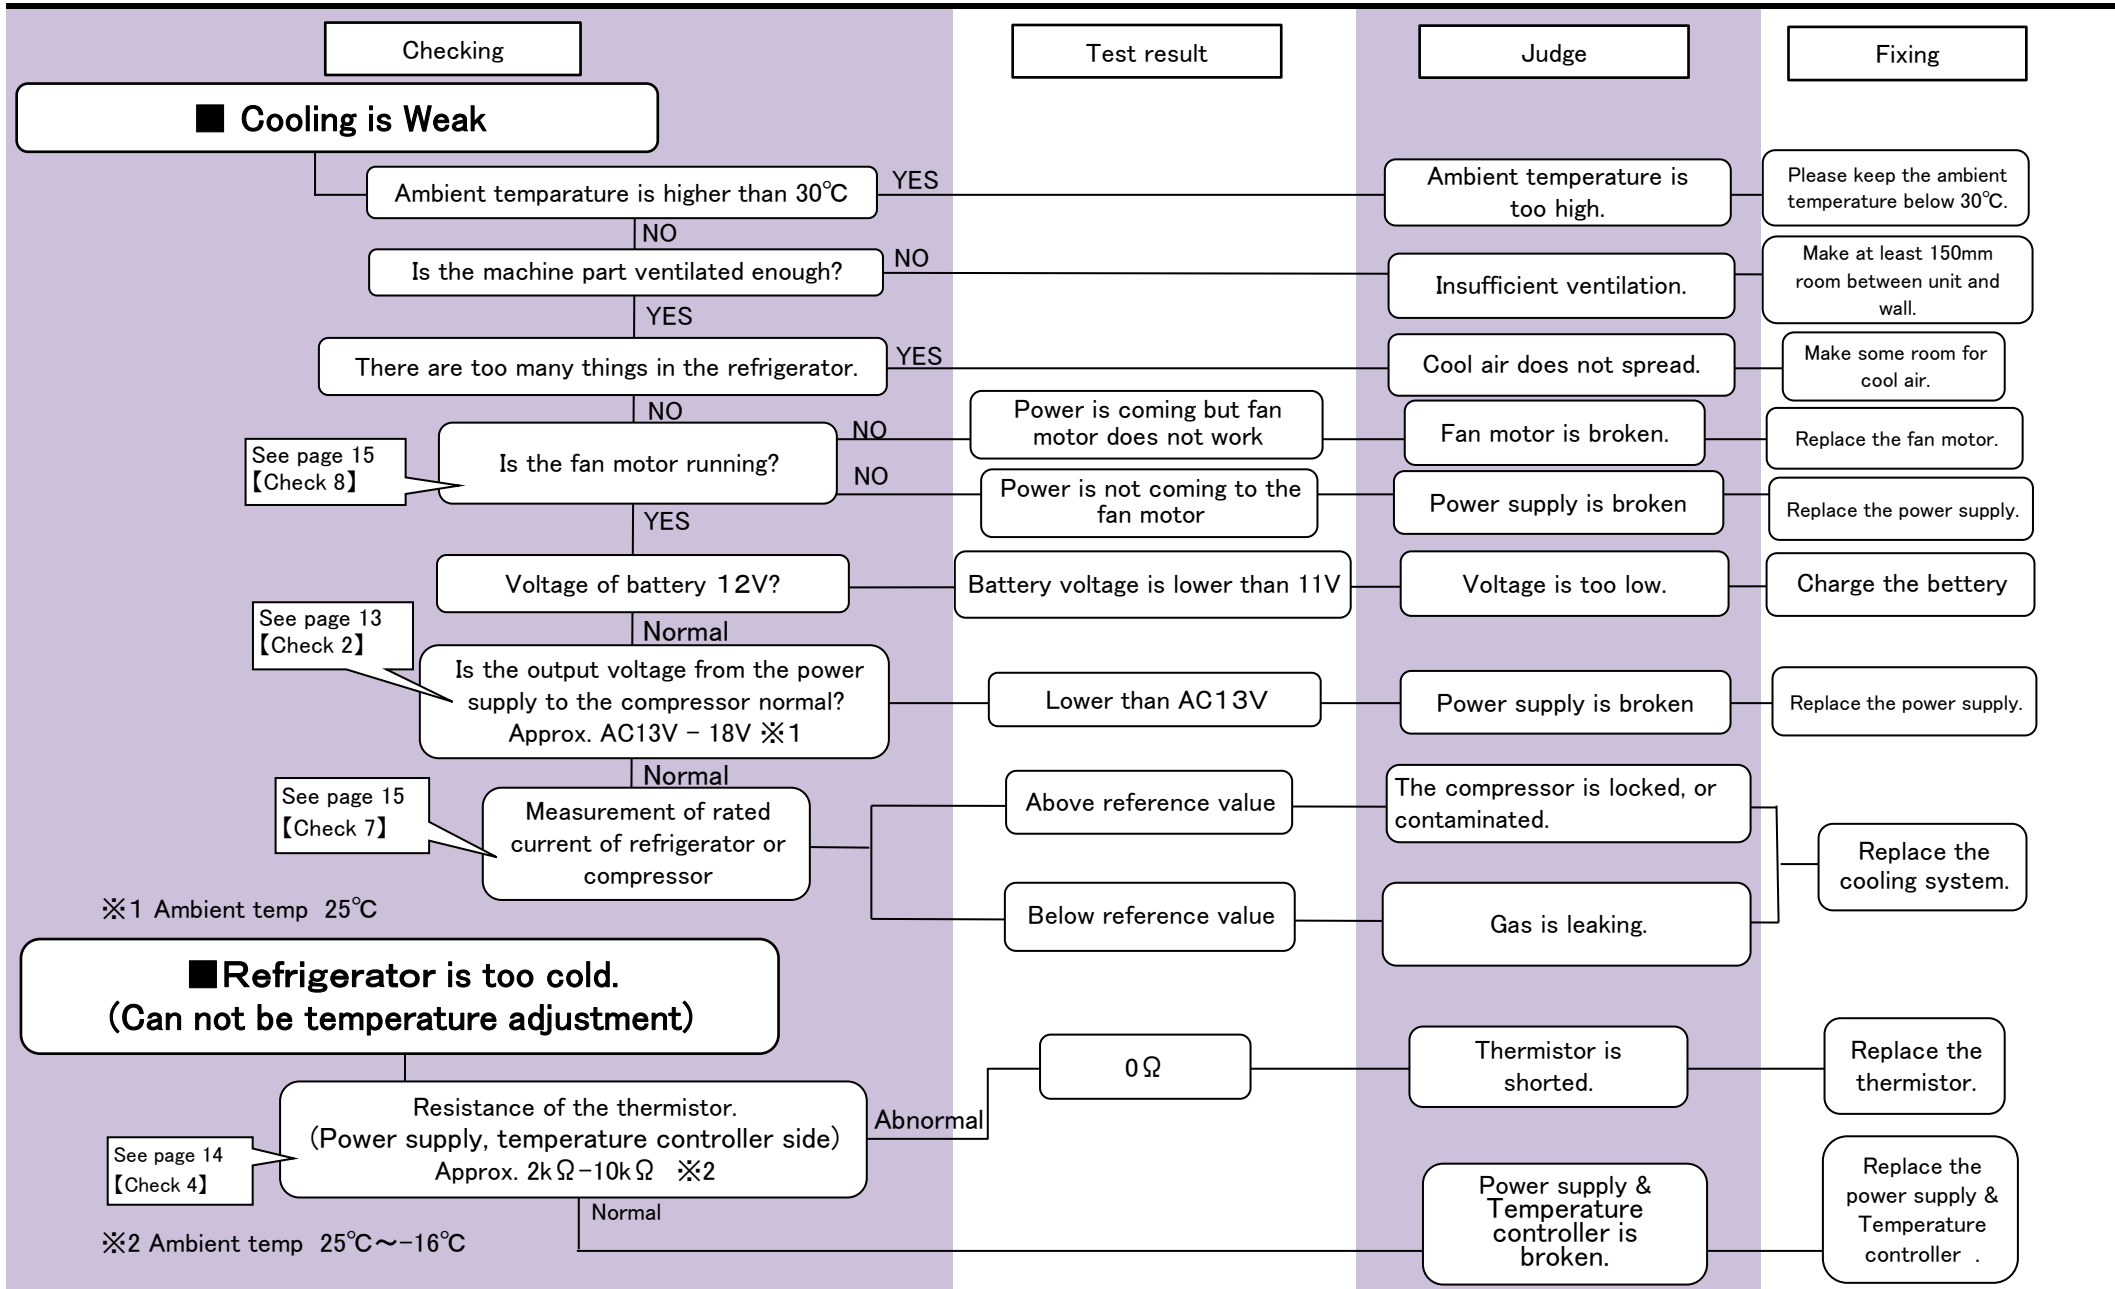 Checking
Test result
Judge
Fixing
■ Cooling is Weak
Ambient temparature is higher than 30℃
YES
Ambient temperature is
too high.
Please keep the ambient
temperature below 30℃.
NO
Is the machine part ventilated enough?
NO
Insufficient ventilation.
Make at least 150mm
room between unit and
wall.
YES
There are too many things in the refrigerator.
YES
Cool air does not spread.
Make some room for
cool air.
NO
See page 15
【Check 8】
Is the fan motor running?
NO
Power is coming but fan
motor does not work
Fan motor is broken.
Replace the fan motor.
NO
Power is not coming to the
fan motor
Power supply is broken
Replace the power supply.
YES
Voltage of battery 12V?
Battery voltage is lower than 11V
Voltage is too low.
Charge the bettery
Normal
See page 13
【Check 2】
Is the output voltage from the power
supply to the compressor normal?
Approx. AC13V - 18V ※1
Lower than AC13V
Power supply is broken
Replace the power supply.
Normal
See page 15
【Check 7】
Measurement of rated
current of refrigerator or
compressor
Above reference value
The compressor is locked, or
contaminated.
Below reference value
Gas is leaking.
Replace the
cooling system.
※1 Ambient temp 25℃
■Refrigerator is too cold.
(Can not be temperature adjustment)
Resistance of the thermistor.
(Power supply, temperature controller side)
Approx. 2kΩ-10kΩ ※2
See page 14
【Check 4】
Abnormal
0Ω
Thermistor is
shorted.
Replace the
thermistor.
Normal
Power supply &
Temperature
controller is
broken.
Replace the
power supply &
Temperature
controller .
※2 Ambient temp 25℃～-16℃